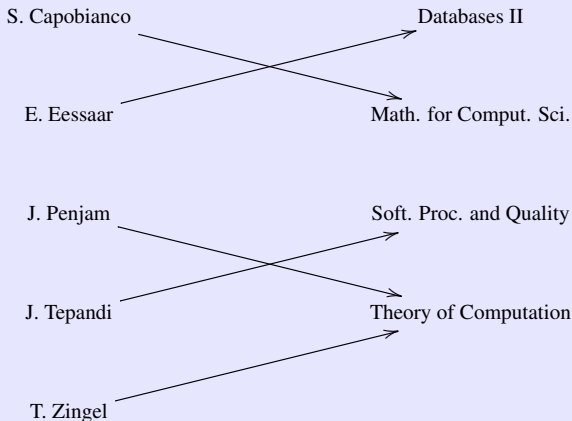 S. Capobianco
Databases II
E. Eessaar
Math. for Comput. Sci.
J. Penjam
Soft. Proc. and Quality
J. Tepandi
Theory of Computation
T. Zingel